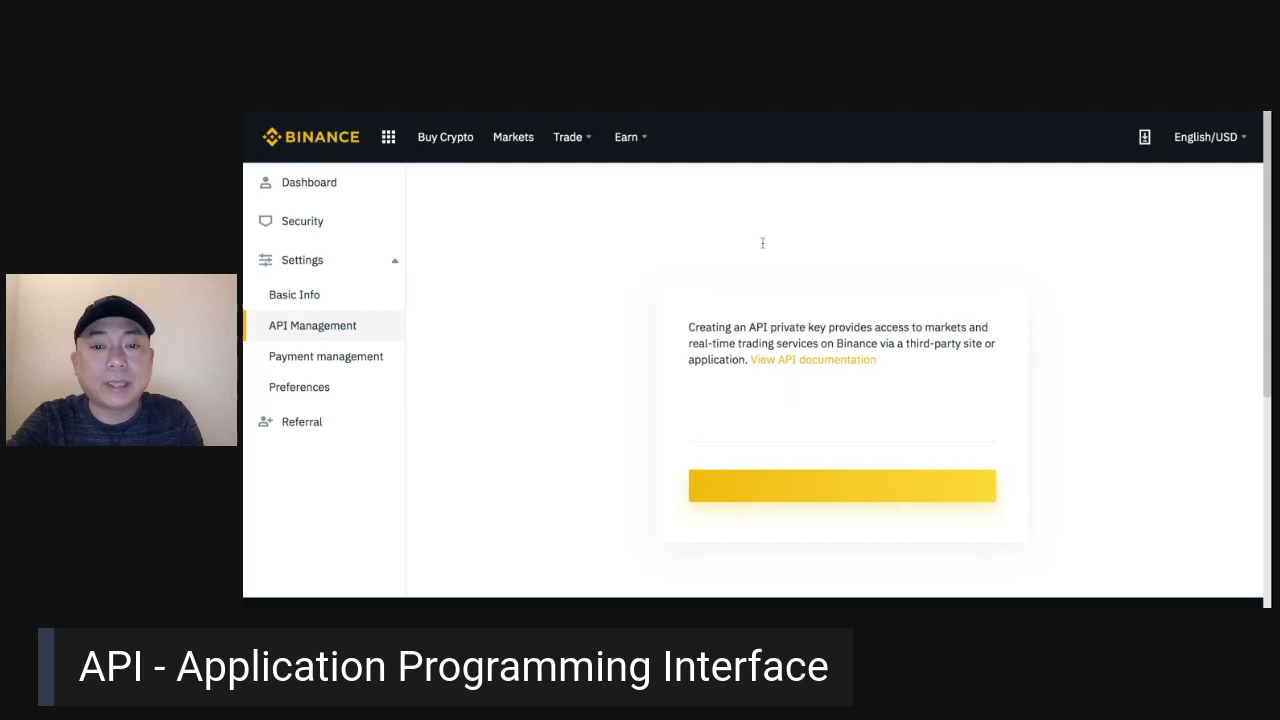 BINANCE
Buy Crypto
Markets
Trade
Earn
English/USD
Dashboard
Security
Settings
Basic Info
API Management
Payment management
Preferences
Referral
Creating an API private key provides access to markets and
real-time trading services on Binance via a third-party site or
application. View API documentation
API - Application Programming Interface